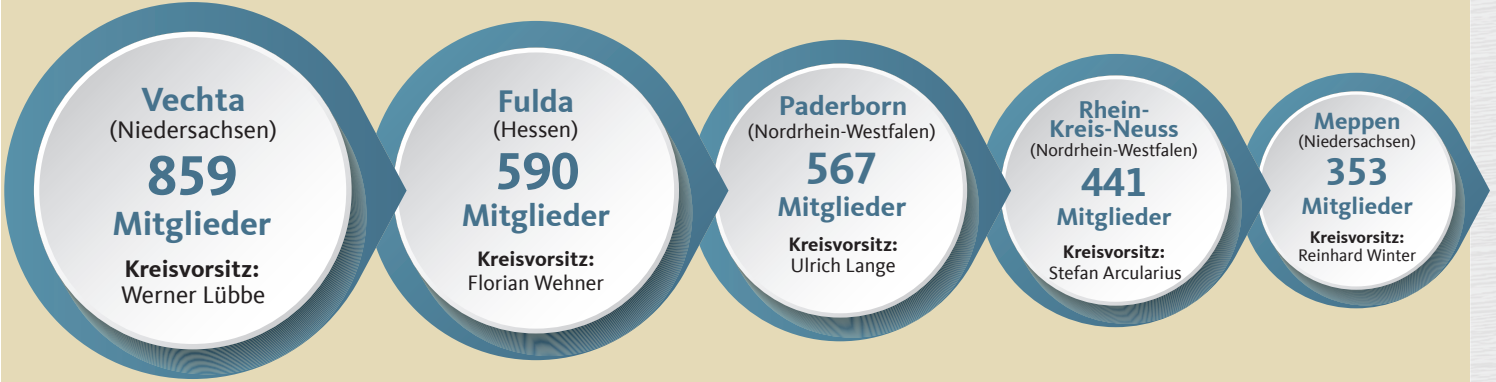 Vechta
(Niedersachsen)
859
Mitglieder
Kreisvorsitz:
Werner Lübbe
Fulda
(Hessen)
590
Mitglieder
Kreisvorsitz:
Florian Wehner
Paderborn
(Nordrhein-Westfalen)
567
Mitglieder
Kreisvorsitz:
Ulrich Lange
Rhein-
Kreis-Neuss
(Nordrhein-Westfalen)
441
Mitglieder
Kreisvorsitz:
Stefan Arcularius
Meppen
(Niedersachsen)
353
Mitglieder
Kreisvorsitz:
Reinhard Winter